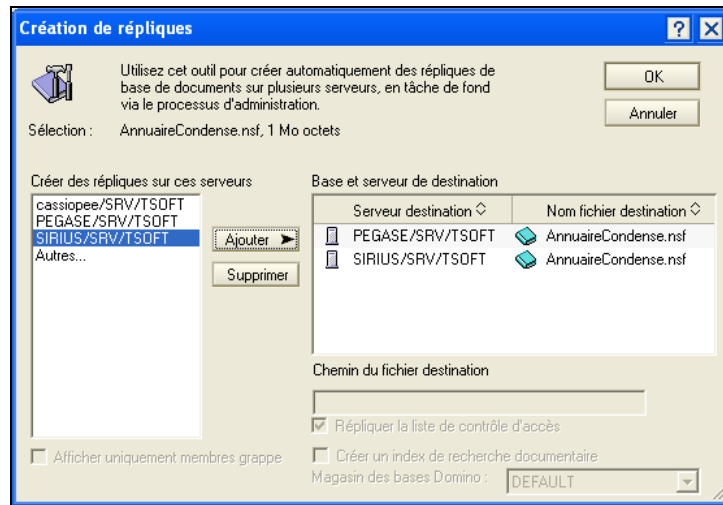 Création de répliques
Utilisez cet outil pour créer automatiquement des répliques de
base de documents sur plusieurs serveurs, en tâche de fond
via le processus d'administration.
OK
Annuler
Sélection : AnnuaireCondense.nsf, 1 Mo octets
Créer des répliques sur ces serveurs
cassiopee/SRV/TSOFT
PEGASE/SRV/TSOFT
SIRIUS/SRV/TSOFT
Autres...
Ajouter
Supprimer
Base et serveur de destination
Serveur destination Nom fichier destination
PEGASE/SRV/TSOFT AnnuaireCondense.nsf
SIRIUS/SRV/TSOFT AnnuaireCondense.nsf
Chemin du fichier destination
Répliquer la liste de contrôle d'accès
Afficher uniquement membres grappe
Créer un index de recherche documentaire
Magasin des bases Domino : DEFAULT